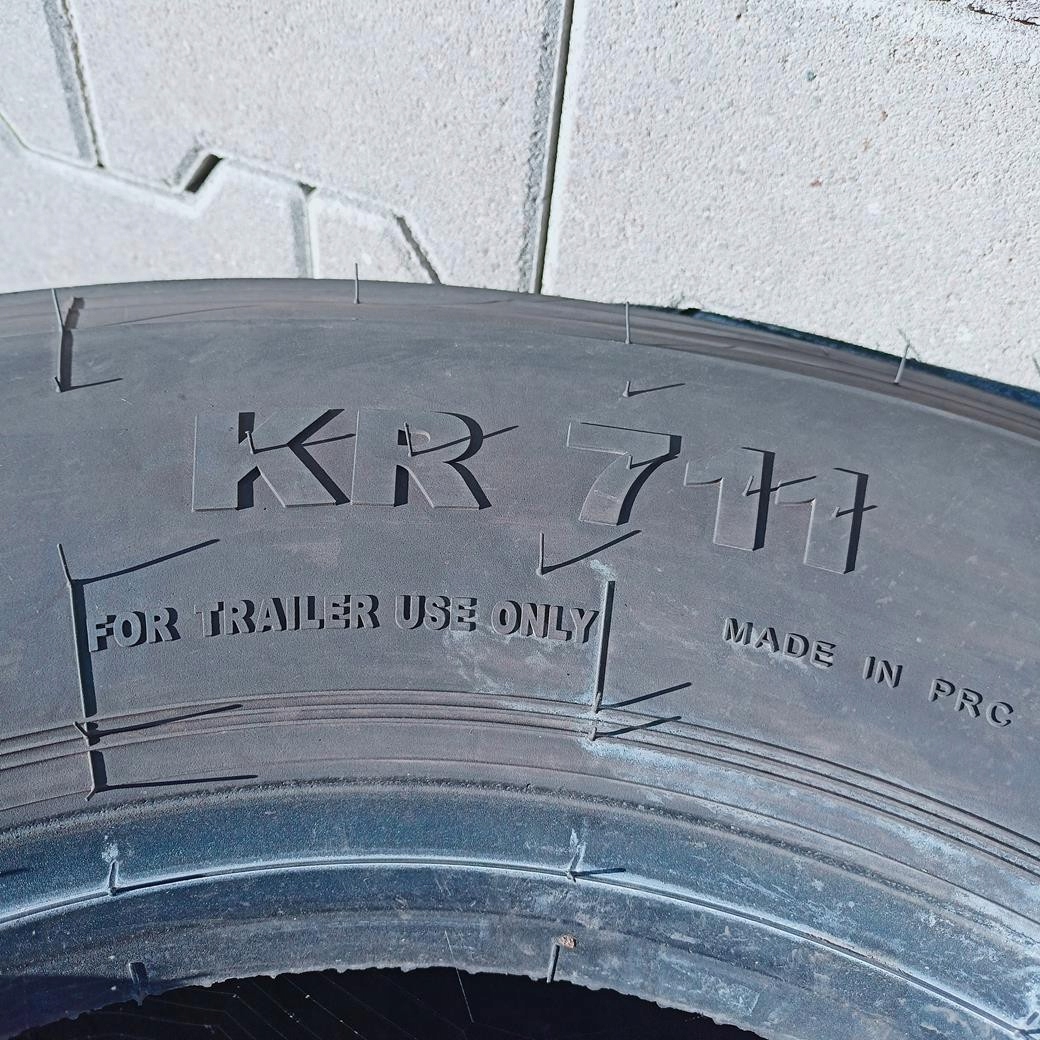 KR 711
FOR TRAILER USE ONLY
MADE IN PRC